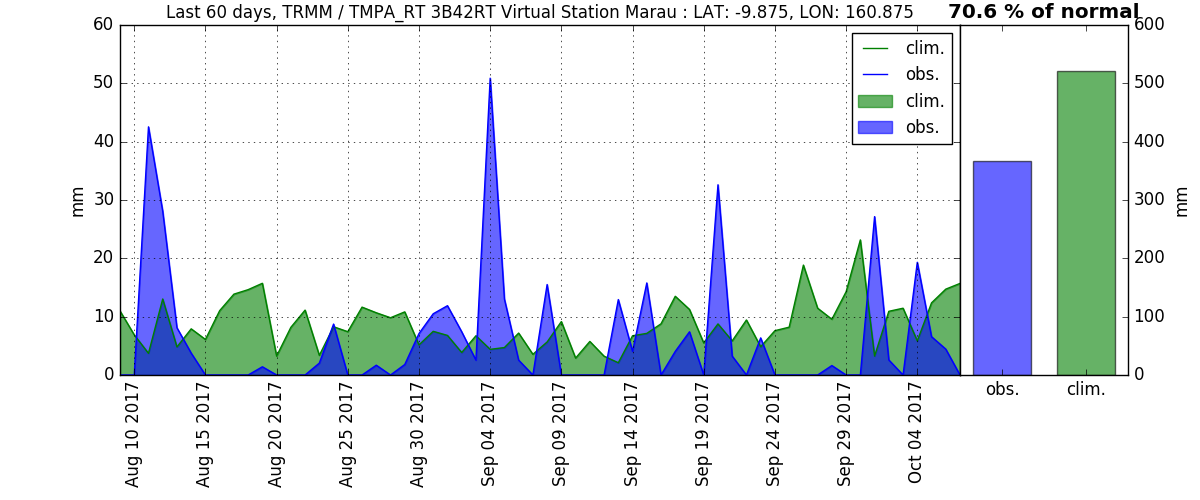 Last 60 days, TRMM / TMPA_RT 3B42RT Virtual Station Marau : LAT: -9.875, LON: 160.875
70.6 % of normal
60
50
40
30
20
10
0
mm
clim.
obs.
clim.
obs.
600
500
400
300
200
100
0
mm
Aug 10 2017
Aug 15 2017
Aug 20 2017
Aug 25 2017
Aug 30 2017
Sep 04 2017
Sep 09 2017
Sep 14 2017
Sep 19 2017
Sep 24 2017
Sep 29 2017
Oct 04 2017
obs.
clim.